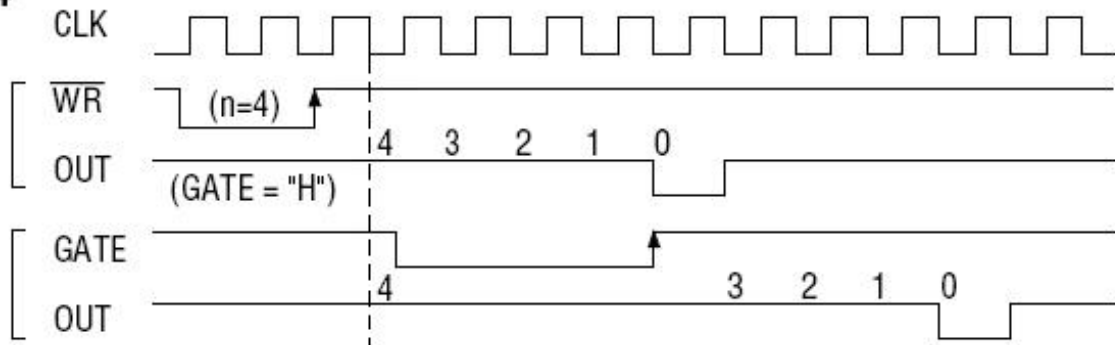 CLK
WR (n=4)
4 3 2 1 0
OUT
(GATE = "H")
GATE
4 3 2 1 0
OUT